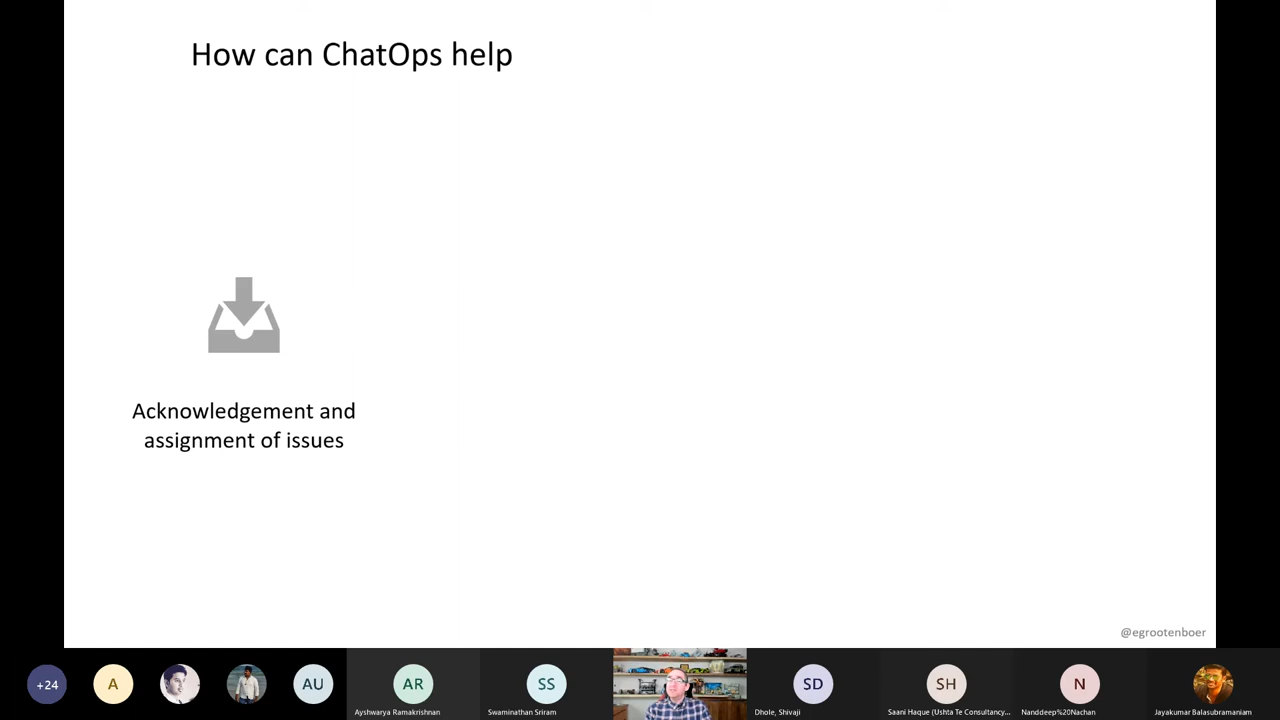 How can ChatOps help
Acknowledgement and
assignment of issues
@egrootenboer
+24
A
AU
AR
SS
SD
SH
N
Ayshwarya Ramakrishnan
Swaminathan Sriram
Dhole, Shivaji
Saani Haque (Ushta Te Consultancy...
Nanddeep%20Nachan
Jayakumar Balasubramaniam